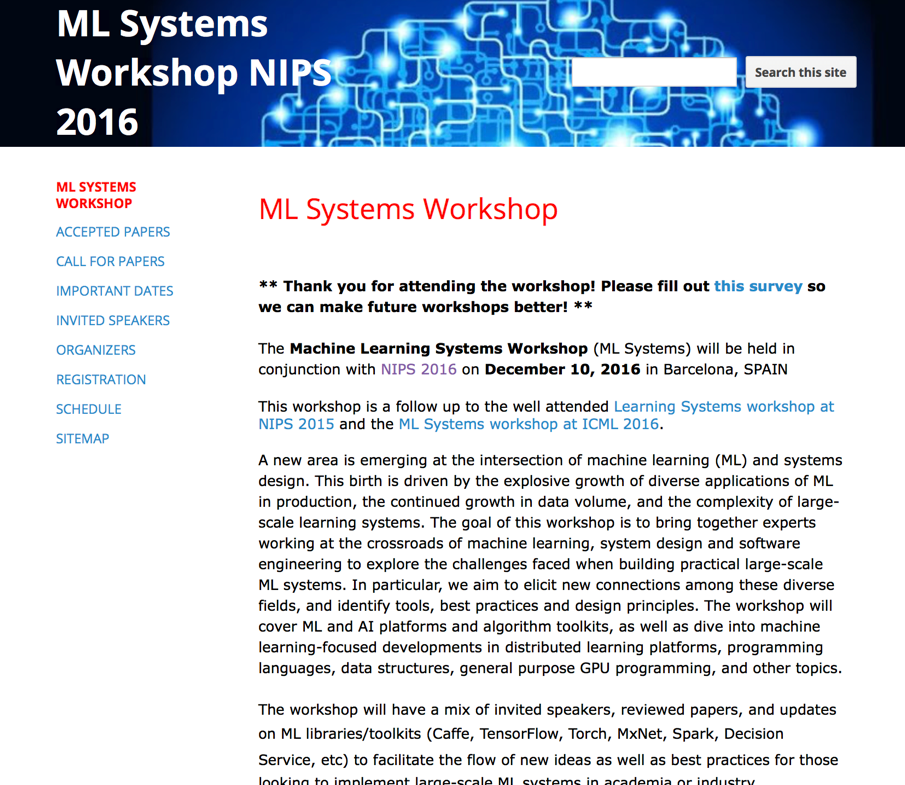 ML Systems
Workshop NIPS
2016
Search this site
ML SYSTEMS
WORKSHOP
ACCEPTED PAPERS
CALL FOR PAPERS
IMPORTANT DATES
INVITED SPEAKERS
ORGANIZERS
REGISTRATION
SCHEDULE
SITEMAP
ML Systems Workshop
** Thank you for attending the workshop! Please fill out this survey so
we can make future workshops better! **
The Machine Learning Systems Workshop (ML Systems) will be held in
conjunction with NIPS 2016 on December 10, 2016 in Barcelona, SPAIN
This workshop is a follow up to the well attended Learning Systems workshop at
NIPS 2015 and the ML Systems workshop at ICML 2016.
A new area is emerging at the intersection of machine learning (ML) and systems
design. This birth is driven by the explosive growth of diverse applications of ML
in production, the continued growth in data volume, and the complexity of large-
scale learning systems. The goal of this workshop is to bring together experts
working at the crossroads of machine learning, system design and software
engineering to explore the challenges faced when building practical large-scale
ML systems. In particular, we aim to elicit new connections among these diverse
fields, and identify tools, best practices and design principles. The workshop will
cover ML and AI platforms and algorithm toolkits, as well as dive into machine
learning-focused developments in distributed learning platforms, programming
languages, data structures, general purpose GPU programming, and other topics.
The workshop will have a mix of invited speakers, reviewed papers, and updates
on ML libraries/toolkits (Caffe, TensorFlow, Torch, MxNet, Spark, Decision
Service, etc) to facilitate the flow of new ideas as well as best practices for those
looking to implement large-scale ML systems in academia or industry.